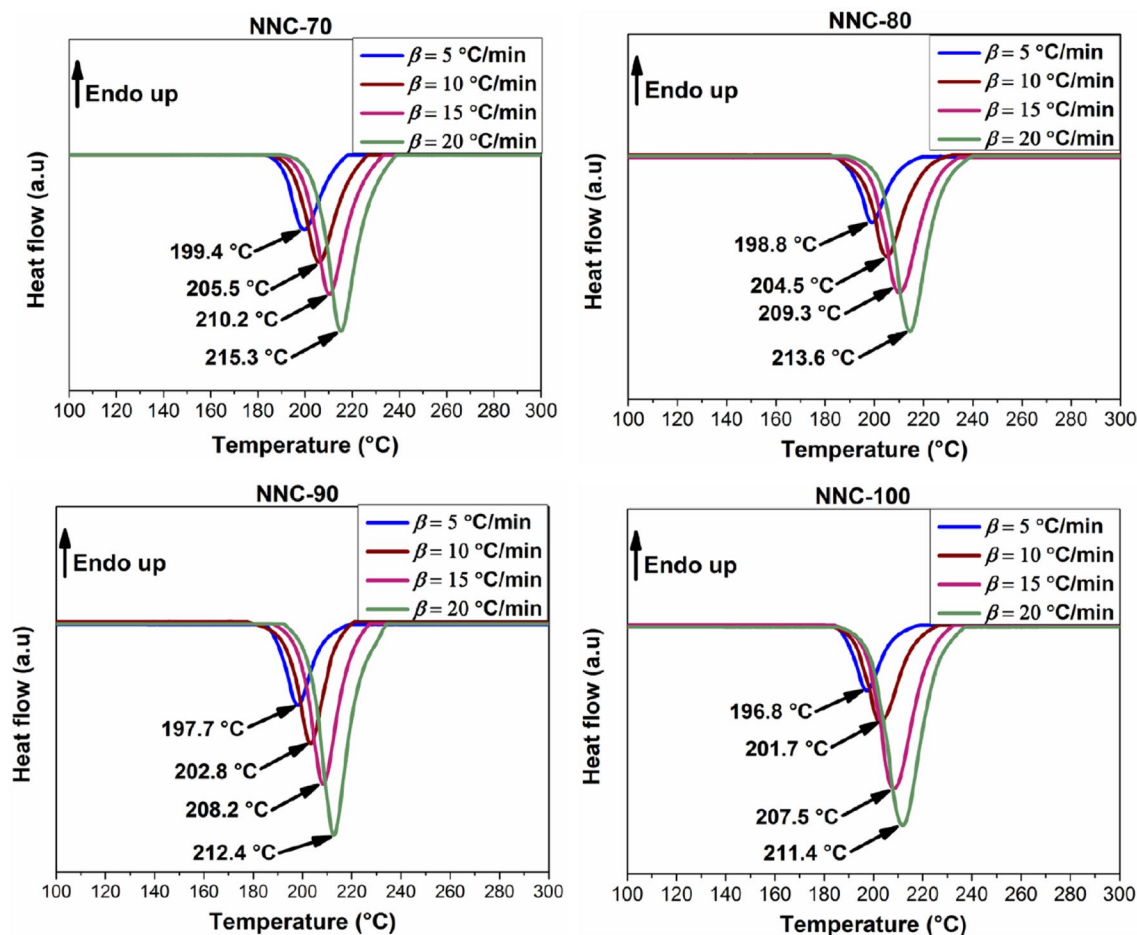 NNC-70
β = 5 °C/min
β = 10 °C/min
β = 15 °C/min
β = 20 °C/min
Endo up
Heat flow (a.u)
199.4 °C
205.5 °C
210.2 °C
215.3 °C
100 120 140 160 180 200 220 240 260 280 300
Temperature (°C)
NNC-80
β = 5 °C/min
β = 10 °C/min
β = 15 °C/min
β = 20 °C/min
Endo up
Heat flow (a.u)
198.8 °C
204.5 °C
209.3 °C
213.6 °C
100 120 140 160 180 200 220 240 260 280 300
Temperature (°C)
NNC-90
β = 5 °C/min
β = 10 °C/min
β = 15 °C/min
β = 20 °C/min
Endo up
Heat flow (a.u)
197.7 °C
202.8 °C
208.2 °C
212.4 °C
100 120 140 160 180 200 220 240 260 280 300
Temperature (°C)
NNC-100
β = 5 °C/min
β = 10 °C/min
β = 15 °C/min
β = 20 °C/min
Endo up
Heat flow (a.u)
196.8 °C
201.7 °C
207.5 °C
211.4 °C
100 120 140 160 180 200 220 240 260 280 300
Temperature (°C)